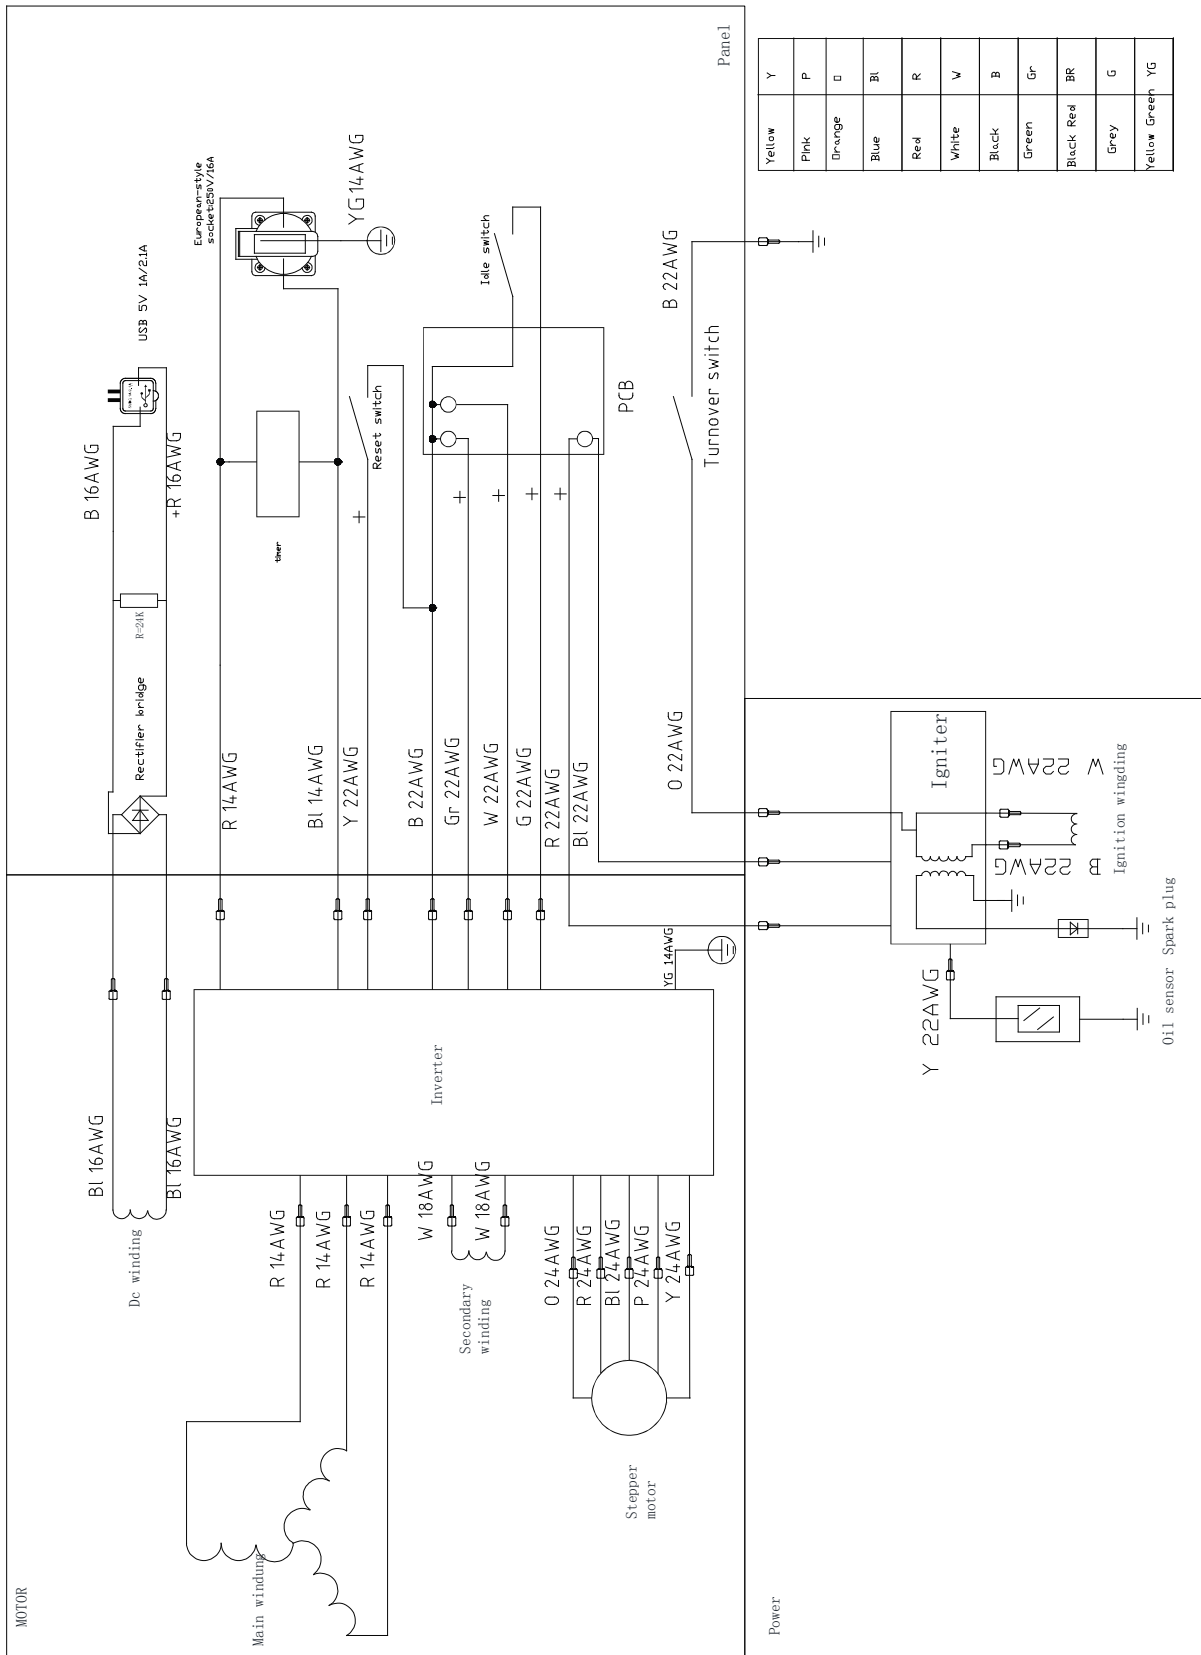 MOTOR
Panel
Power
USB 5V 1A/2.1A
B 16AWG
+R 16AWG
R=24K
Rectifier bridge
Bl 16AWG
Bl 16AWG
Dc winding
European-style
socket:250V/16A
YG14AWG
timer
R 14AWG
Bl 14AWG
Y 22AWG
+
Reset switch
Idle switch
PCB
+
+
+
+
B 22AWG
Gr 22AWG
W 22AWG
G 22AWG
R 22AWG
Bl 22AWG
Turnover switch
B 22AWG
O 22AWG
YG 14AWG
Inverter
R 14AWG
R 14AWG
R 14AWG
Main windung
W 18AWG
W 18AWG
Secondary
winding
O 24AWG
R 24AWG
Bl 24AWG
P 24AWG
Y 24AWG
Stepper
motor
Igniter
W 22AWG
B 22AWG
Ignition wingding
Spark plug
Oil sensor
Y 22AWG
Yellow Y
Pink P
Orange O
Blue Bl
Red R
White W
Black B
Green Gr
Black Red BR
Grey G
Yellow Green YG